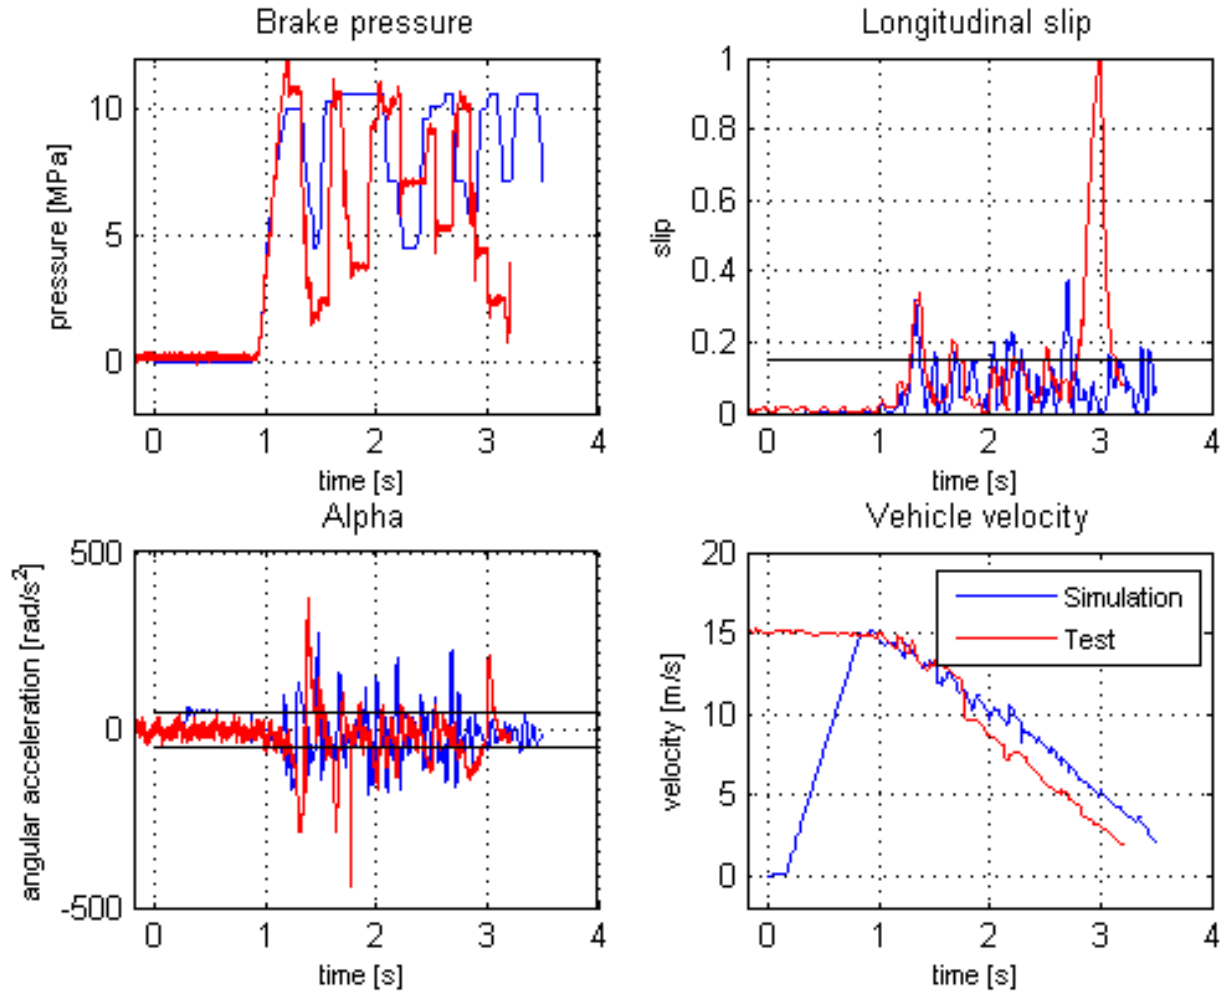 Brake pressure
pressure [MPa]
10
5
0
0 1 2 3 4
time [s]
Longitudinal slip
slip
1
0.8
0.6
0.4
0.2
0
0 1 2 3 4
time [s]
Alpha
angular acceleration [rad/s²]
500
0
-500
0 1 2 3 4
time [s]
Vehicle velocity
velocity [m/s]
20
15
10
5
0
Simulation
Test
0 1 2 3 4
time [s]